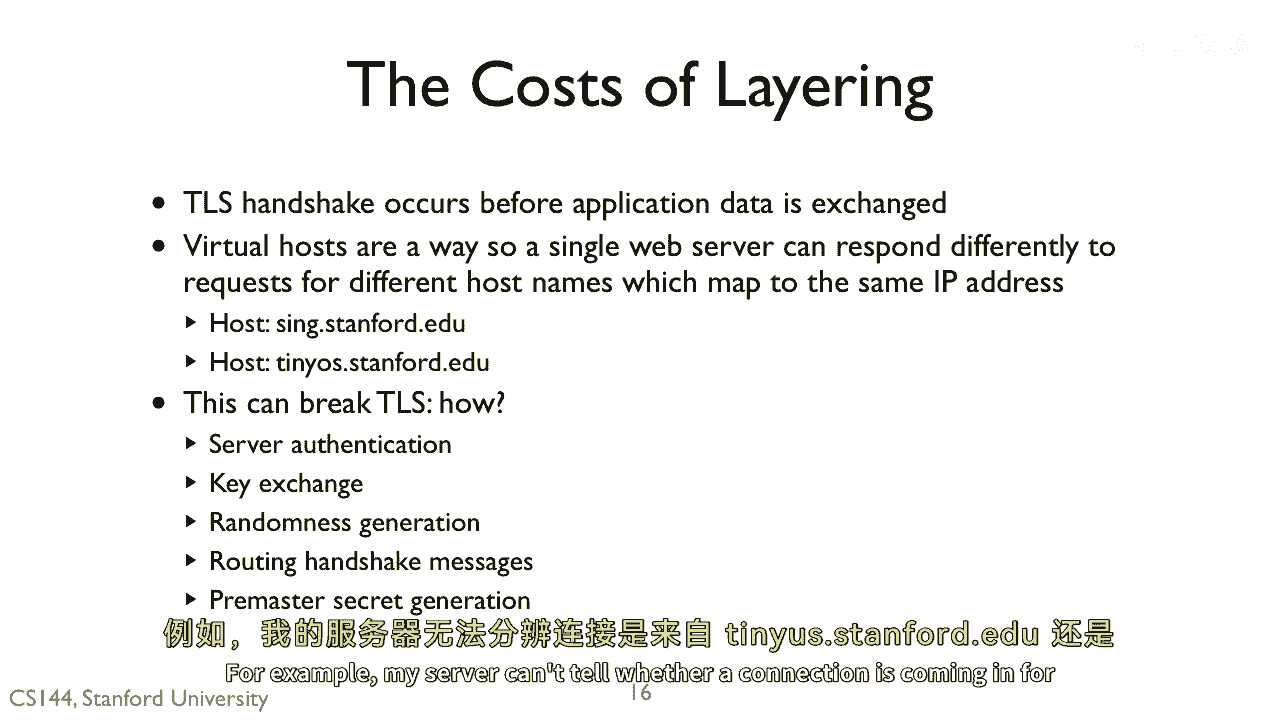 The Costs of Layering
• TLS handshake occurs before application data is exchanged
• Virtual hosts are a way so a single web server can respond differently to
requests for different host names which map to the same IP address
‣ Host: sing.stanford.edu
‣ Host: tinyos.stanford.edu
• This can break TLS: how?
‣ Server authentication
‣ Key exchange
‣ Randomness generation
‣ Routing handshake messages
‣ Premaster secret generation
例如，我的服务器无法分辨连接是来自 tinyus.stanford.edu 还是
For example, my server can't tell whether a connection is coming in for
CS144, Stanford University
16